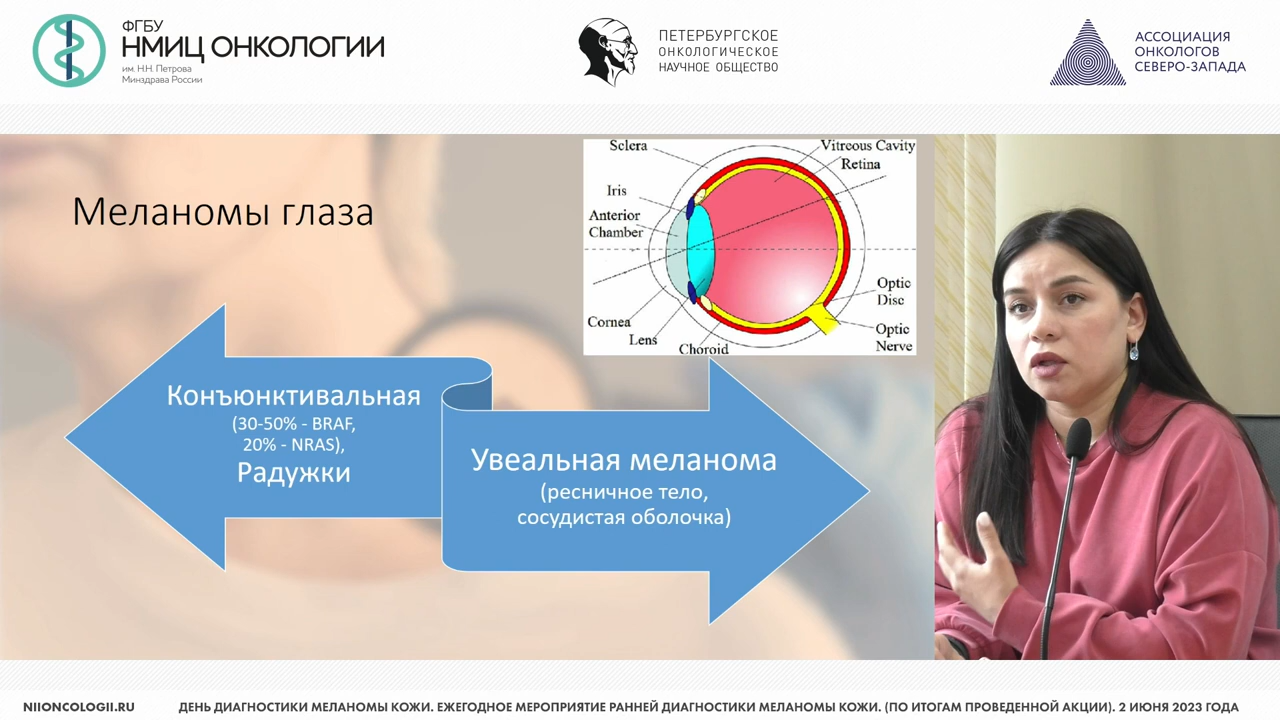 ФГБУ
НМИЦ ОНКОЛОГИИ
им. Н.Н. Петрова
Минздрава России
ПЕТЕРБУРГСКОЕ
ОНКОЛОГИЧЕСКОЕ
НАУЧНОЕ ОБЩЕСТВО
АССОЦИАЦИЯ
ОНКОЛОГОВ
СЕВЕРО-ЗАПАДА
Меланомы глаза
Sclera
Vitreous Cavity
Retina
Iris
Anterior
Chamber
Optic
Disc
Cornea
Lens
Choroid
Optic
Nerve
Конъюнктивальная
(30-50% - BRAF,
20% - NRAS),
Радужки
Увеальная меланома
(ресничное тело,
сосудистая оболочка)
NIIONCOLOGII.RU
ДЕНЬ ДИАГНОСТИКИ МЕЛАНОМЫ КОЖИ. ЕЖЕГОДНОЕ МЕРОПРИЯТИЕ РАННЕЙ ДИАГНОСТИКИ МЕЛАНОМЫ КОЖИ. (ПО ИТОГАМ ПРОВЕДЕННОЙ АКЦИИ). 2 ИЮНЯ 2023 ГОДА